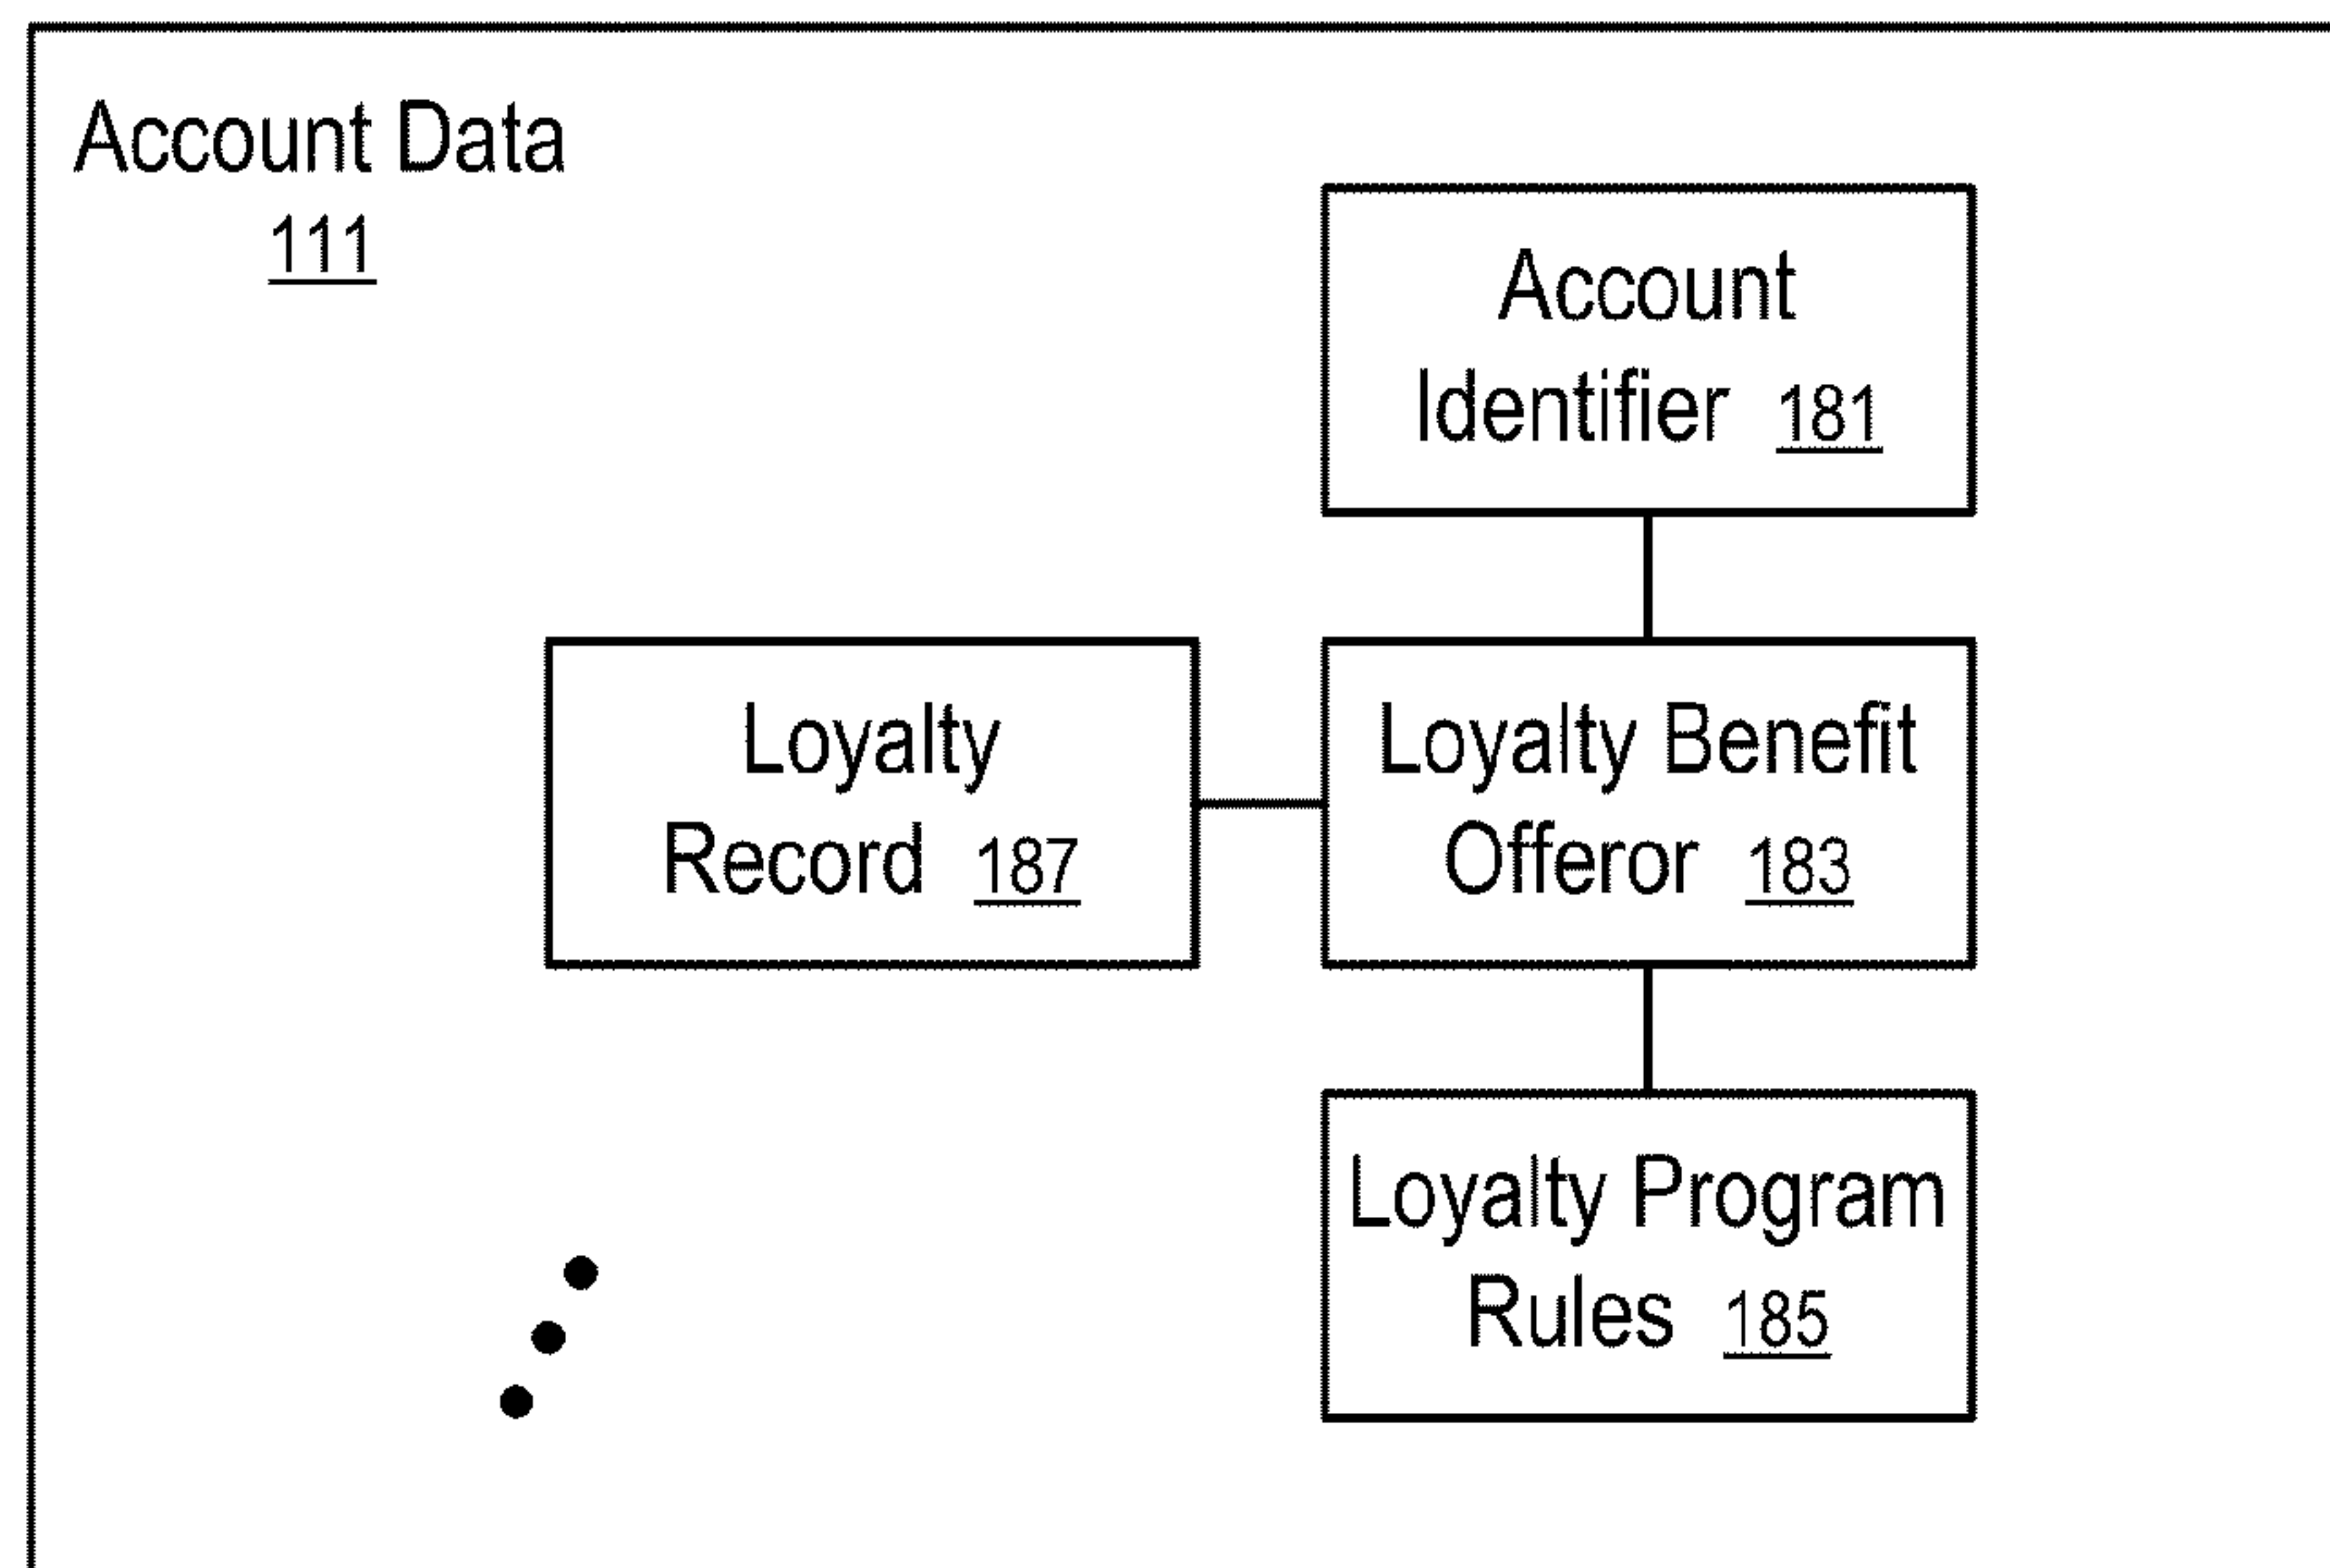 Account Data
111
Account
Identifier 181
Loyalty
Record 187
Loyalty Benefit
Offeror 183
Loyalty Program
Rules 185